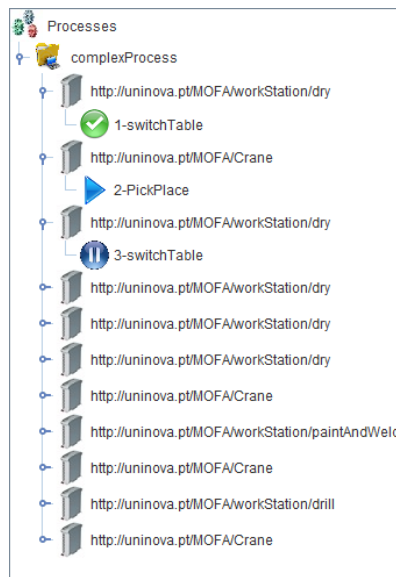 Processes
complexProcess
http://uninova.pt/MOFA/workStation/dry
1-switchTable
http://uninova.pt/MOFA/Crane
2-PickPlace
http://uninova.pt/MOFA/workStation/dry
3-switchTable
http://uninova.pt/MOFA/workStation/dry
http://uninova.pt/MOFA/workStation/dry
http://uninova.pt/MOFA/workStation/dry
http://uninova.pt/MOFA/Crane
http://uninova.pt/MOFA/workStation/paintAndWeld
http://uninova.pt/MOFA/Crane
http://uninova.pt/MOFA/workStation/drill
http://uninova.pt/MOFA/Crane